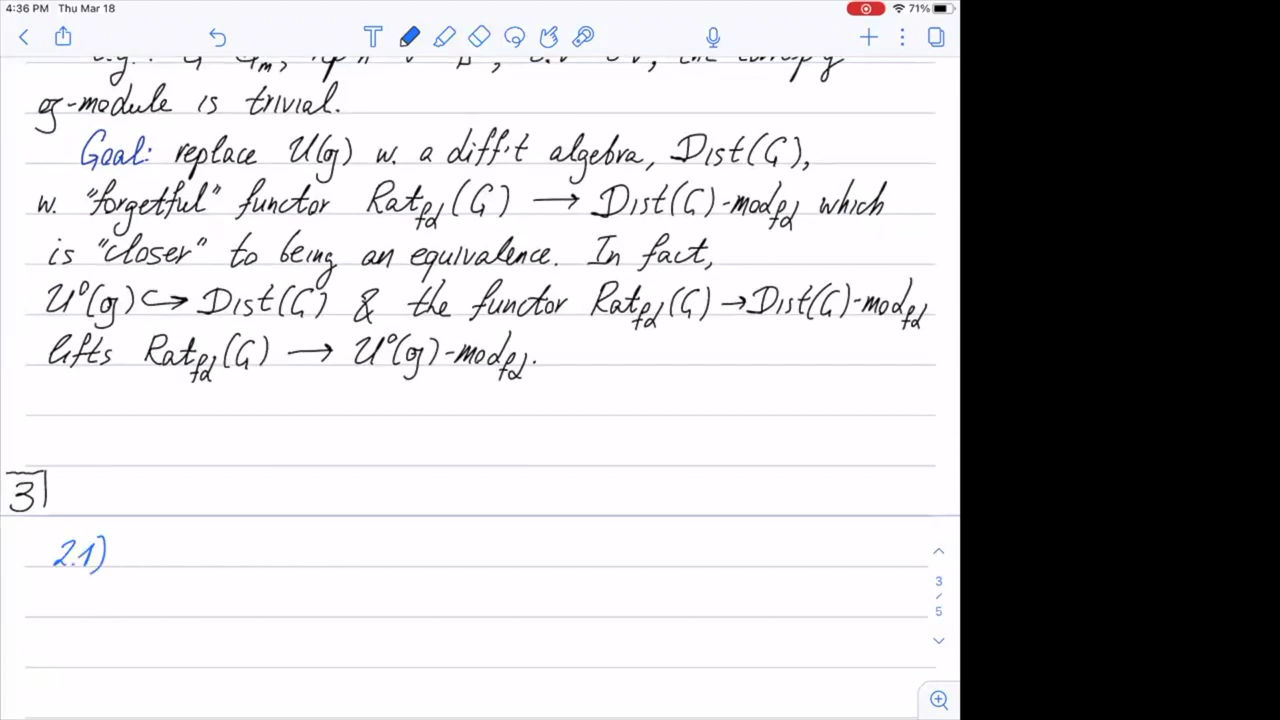 4:36 PM Thu Mar 18
71%
g-module is trivial.
Goal: replace U(g) w. a diff't algebra, Dist(G),
w. "forgetful" functor Rat_fd(G) → Dist(G)-mod_fd which
is "closer" to being an equivalence. In fact,
U⁰(g) ↪ Dist(G) & the functor Rat_fd(G) → Dist(G)-mod_fd
lifts Rat_fd(G) → U⁰(g)-mod_fd.
3
2.1)
3
/
5